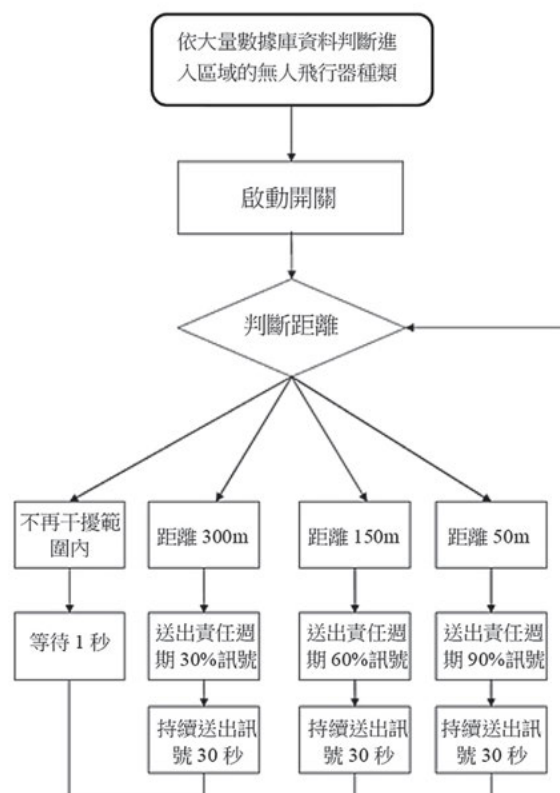 依大量數據庫資料判斷進
入區域的無人飛行器種類
啟動開關
判斷距離
不再干擾範
圍內
距離 300m
距離 150m
距離 50m
等待 1 秒
送出責任週
期 30%訊號
送出責任週
期 60%訊號
送出責任週
期 90%訊號
持續送出訊
號 30 秒
持續送出訊
號 30 秒
持續送出訊
號 30 秒